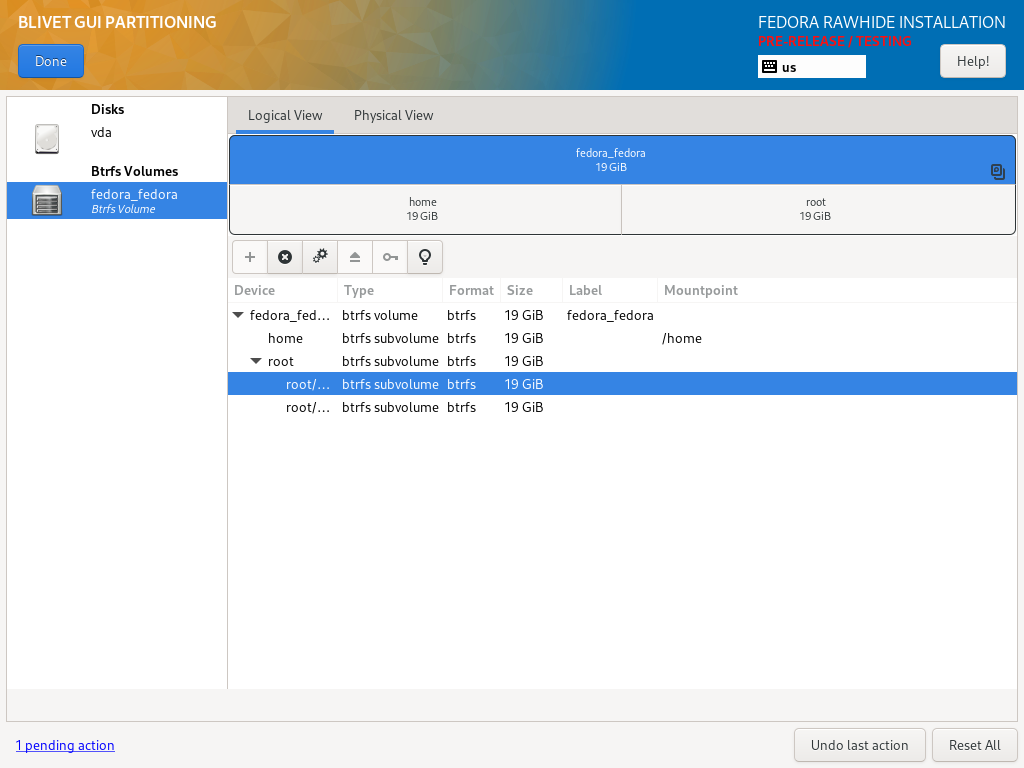 BLIVET GUI PARTITIONING
Done
FEDORA RAWHIDE INSTALLATION
PRE-RELEASE / TESTING
us
Help!
Disks
vda
Btrfs Volumes
fedora_fedora
Btrfs Volume
Logical View Physical View
fedora_fedora
19 GiB
home
19 GiB
root
19 GiB
Device Type Format Size Label Mountpoint
fedora_fed... btrfs volume btrfs 19 GiB fedora_fedora
home btrfs subvolume btrfs 19 GiB /home
root btrfs subvolume btrfs 19 GiB
root/... btrfs subvolume btrfs 19 GiB
root/... btrfs subvolume btrfs 19 GiB
1 pending action
Undo last action
Reset All